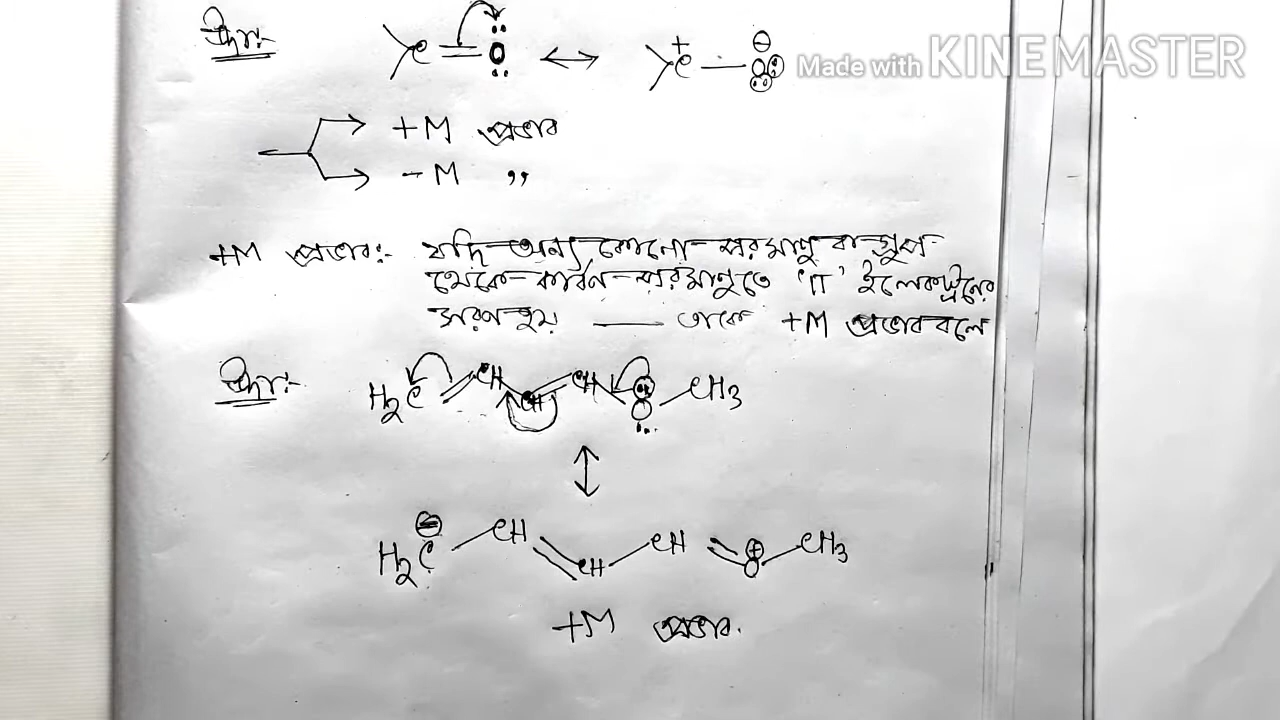 উদাঃ-
C = O ↔ C⁺ — O⊖
Made with KINEMASTER
+M প্রভাব
−M ,,
+M প্রভাবঃ- যদি অন্য কোনো পরমাণু বা গ্রুপ
থেকে কার্বন পরমাণুতে 'π' ইলেকট্রনের
সরণ হয় — তাকে +M প্রভাব বলে
উদাঃ-
H₂C = CH – CH = CH – O – CH₃
↕
H₂C⊖ – CH = CH – CH = O⊕ – CH₃
+M প্রভাব.